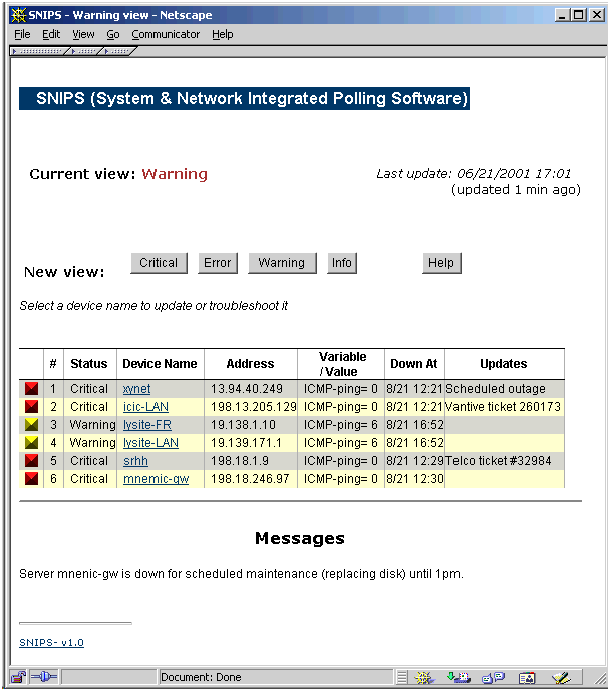 SNIPS - Warning view - Netscape
File Edit View Go Communicator Help
SNIPS (System & Network Integrated Polling Software)
Current view: Warning
Last update: 06/21/2001 17:01
(updated 1 min ago)
New view: Critical Error Warning Info Help
Select a device name to update or troubleshoot it
# Status Device Name Address Variable / Value Down At Updates
1 Critical xvnet 13.94.40.249 ICMP-ping= 0 8/21 12:21 Scheduled outage
2 Critical icic-LAN 198.13.205.129 ICMP-ping= 0 8/21 12:21 Vantive ticket 260173
3 Warning lysite-FR 19.138.1.10 ICMP-ping= 6 8/21 16:52
4 Warning lysite-LAN 19.139.171.1 ICMP-ping= 6 8/21 16:52
5 Critical srhh 198.18.1.9 ICMP-ping= 0 8/21 12:29 Telco ticket #32984
6 Critical mnennic-gw 198.18.246.97 ICMP-ping= 0 8/21 12:30
Messages
Server mnenic-gw is down for scheduled maintenance (replacing disk) until 1pm.
SNIPS- v1.0
Document: Done